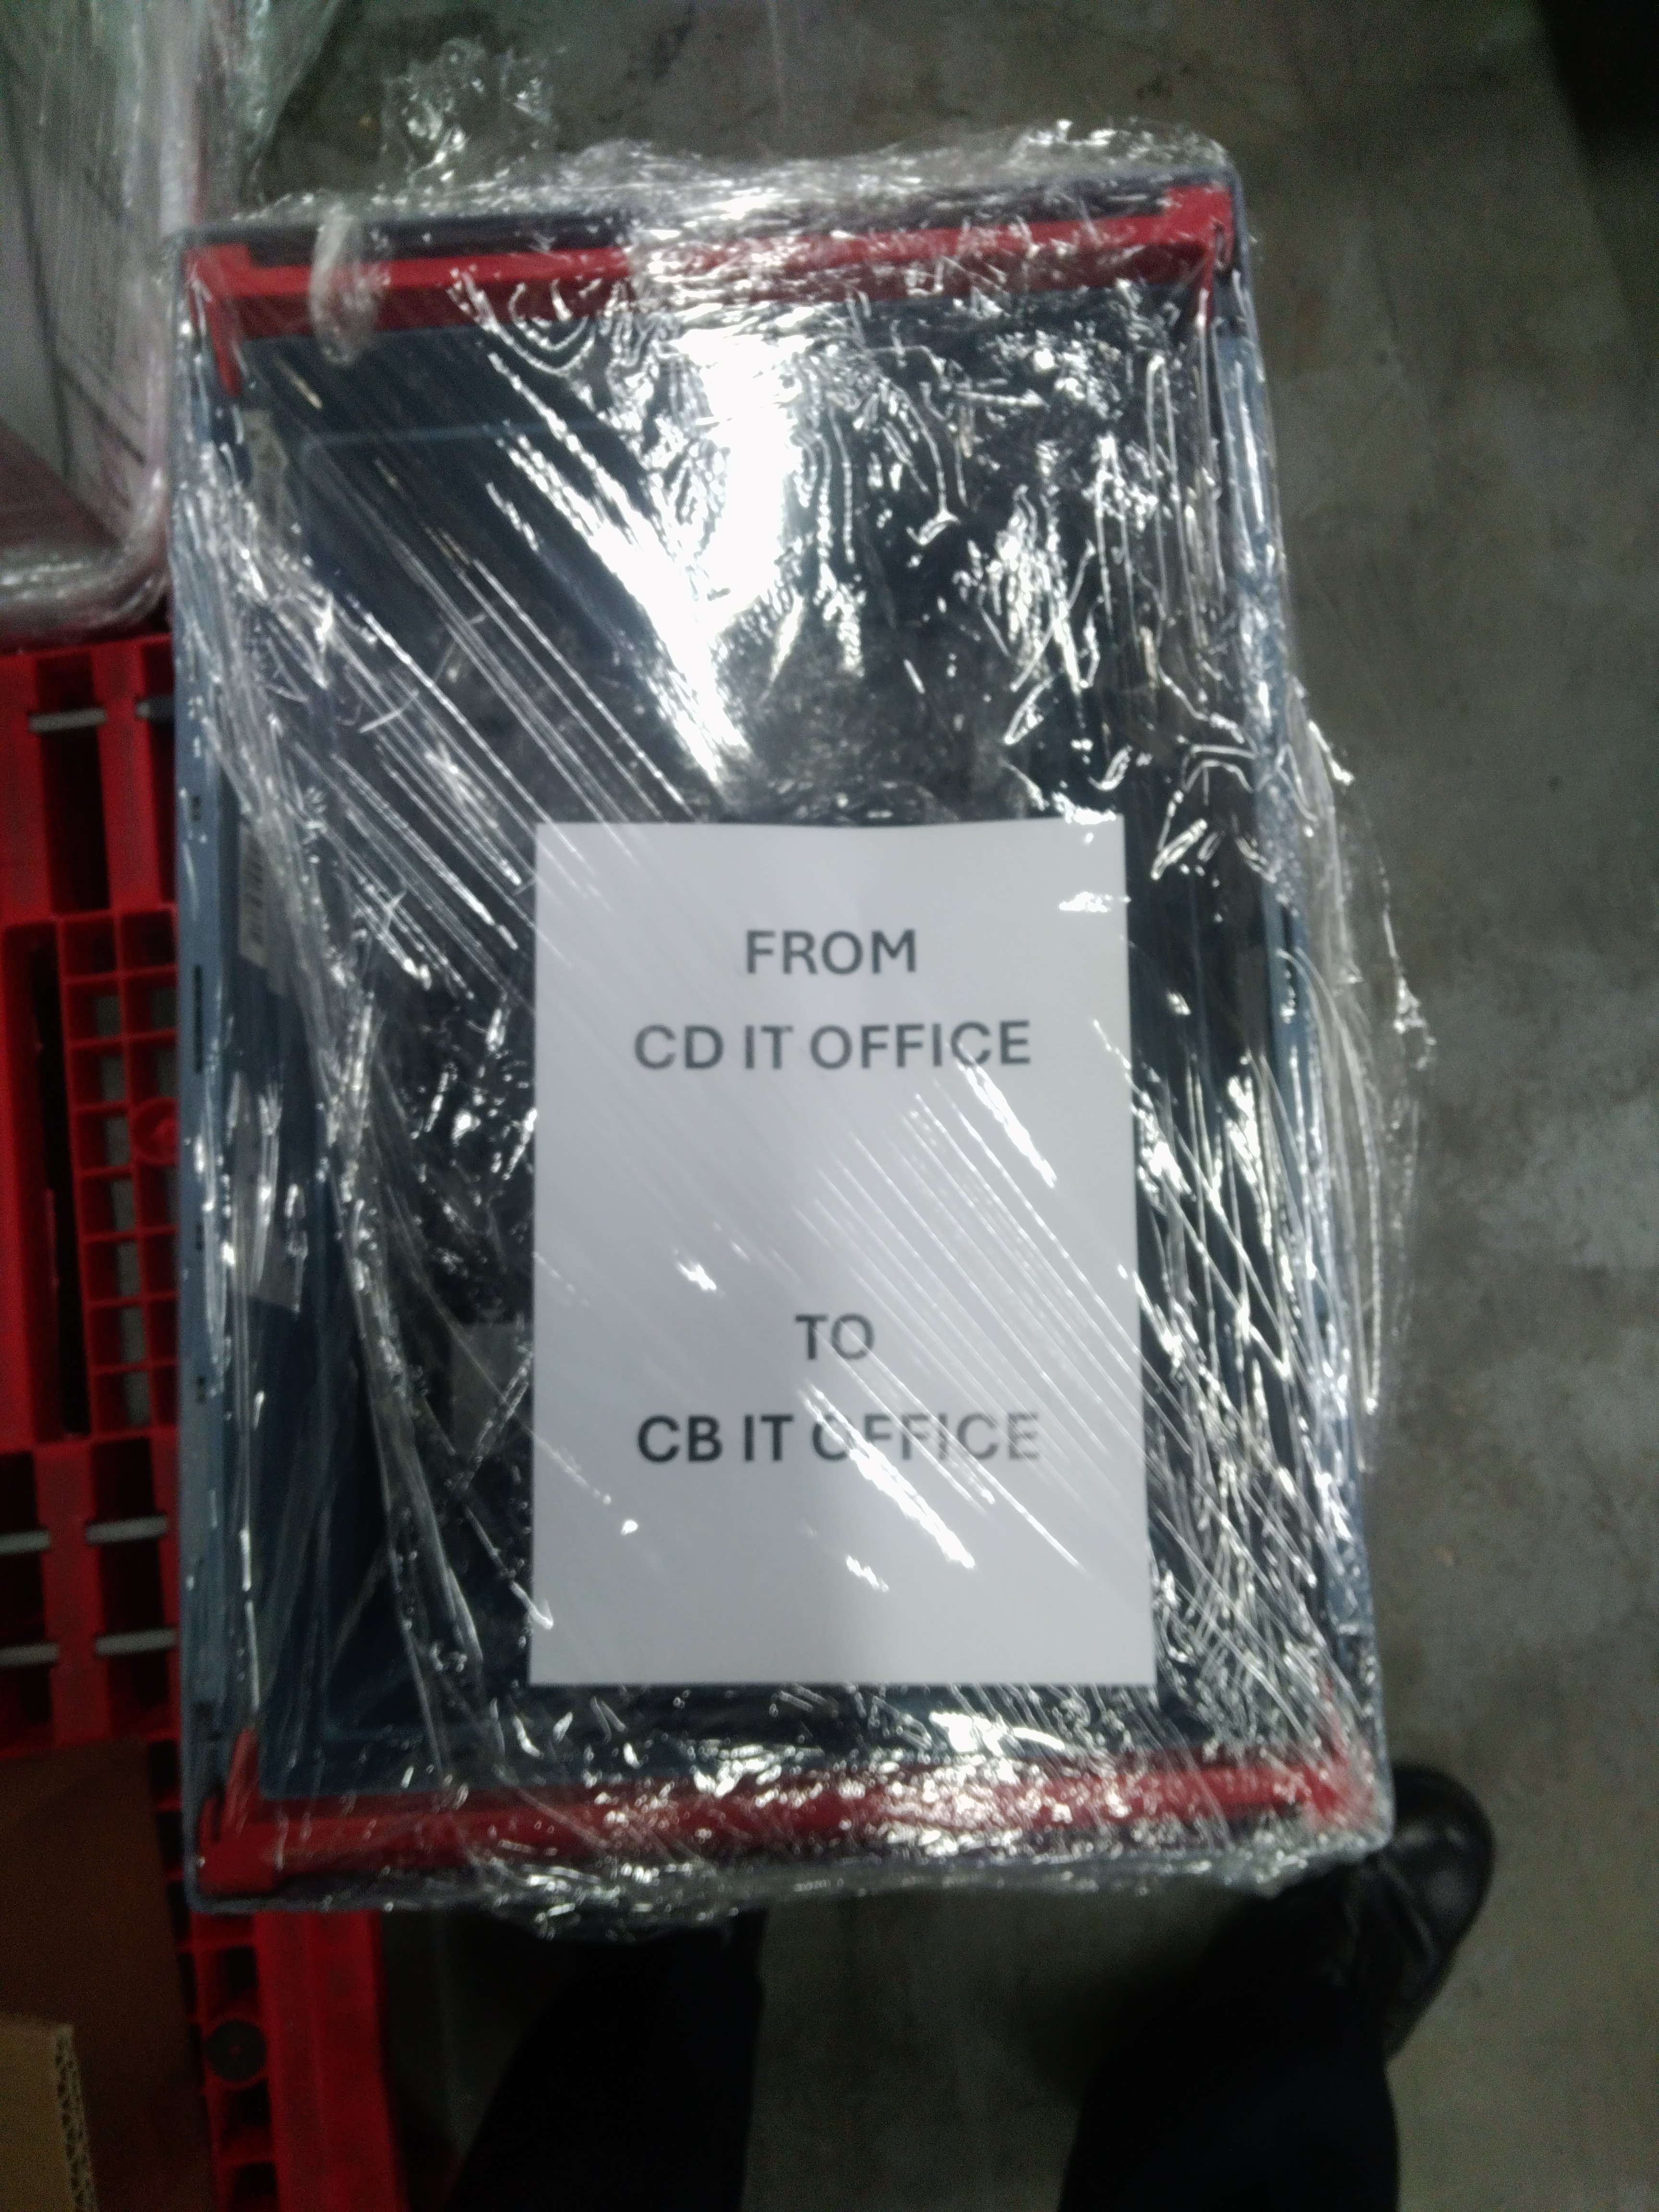 FROM
CD IT OFFICE
TO
CB IT OFFICE